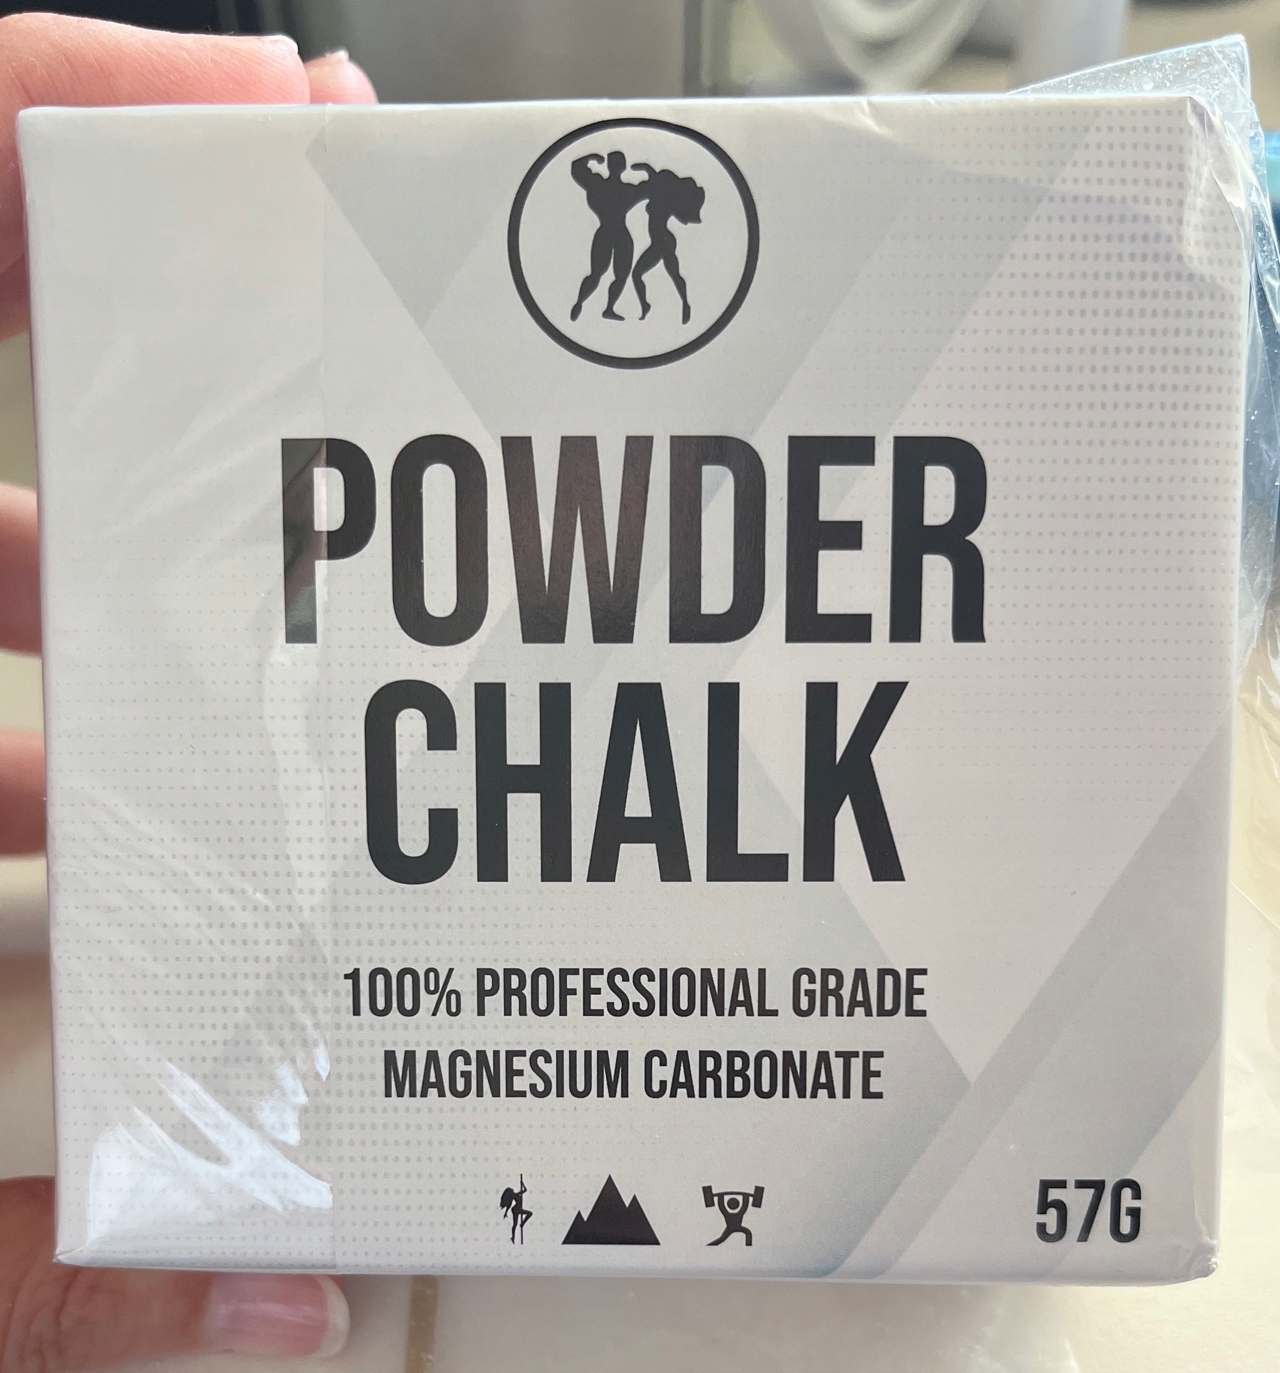 POWDER
CHALK
100% PROFESSIONAL GRADE
MAGNESIUM CARBONATE
57G